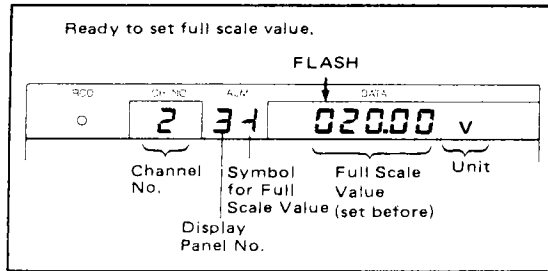 Ready to set full scale value.
FLASH
RCD CH. NO. ALM DATA
2 3 020.00 V
Channel No.
Symbol for Full Scale Value
Full Scale Value (set before)
Unit
Display Panel No.